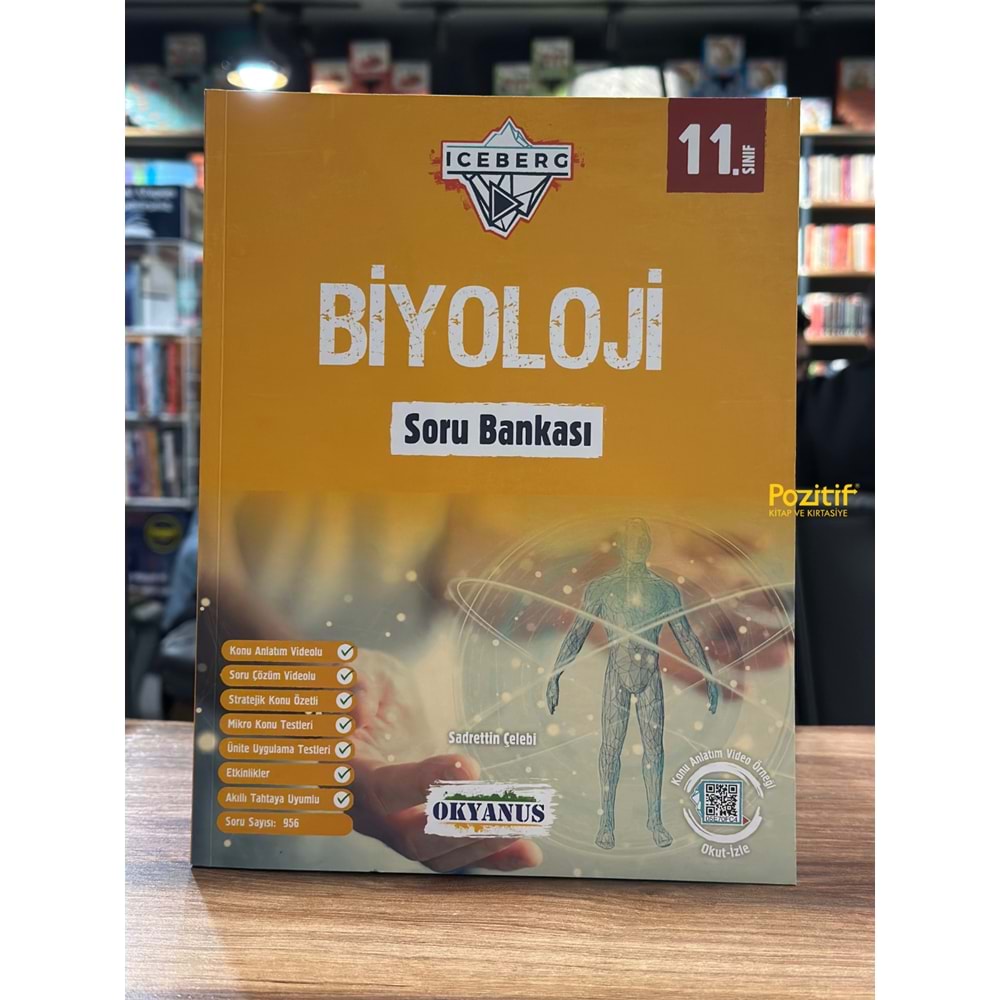 ICEBERG
11.
SINIF
BİYOLOJİ
Soru Bankası
Pozitif
KİTAP VE KIRTASİYE
Konu Anlatım Videolu
Soru Çözüm Videolu
Stratejik Konu Özetli
Mikro Konu Testleri
Ünite Uygulama Testleri
Etkinlikler
Akıllı Tahtaya Uyumlu
Soru Sayısı: 956
Sadrettin Çelebi
OKYANUS
Konu Anlatım Video Örneği
Okut-İzle